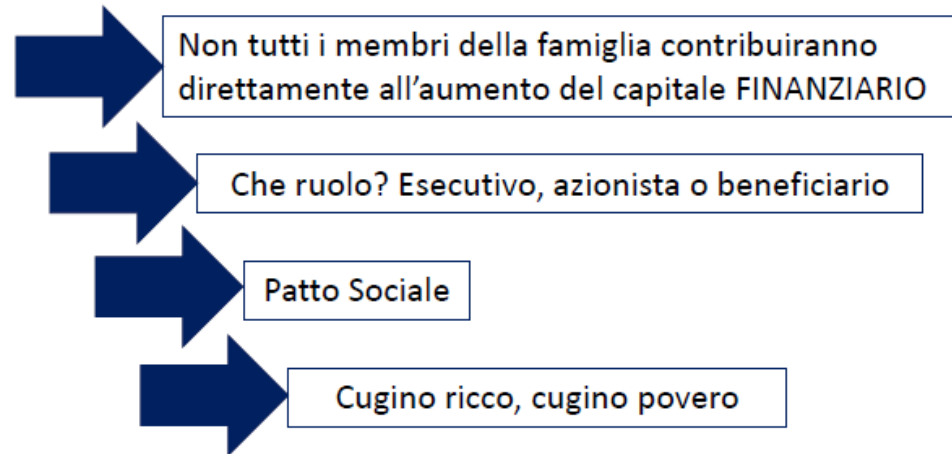 Non tutti i membri della famiglia contribuiranno
direttamente all’aumento del capitale FINANZIARIO
Che ruolo? Esecutivo, azionista o beneficiario
Patto Sociale
Cugino ricco, cugino povero